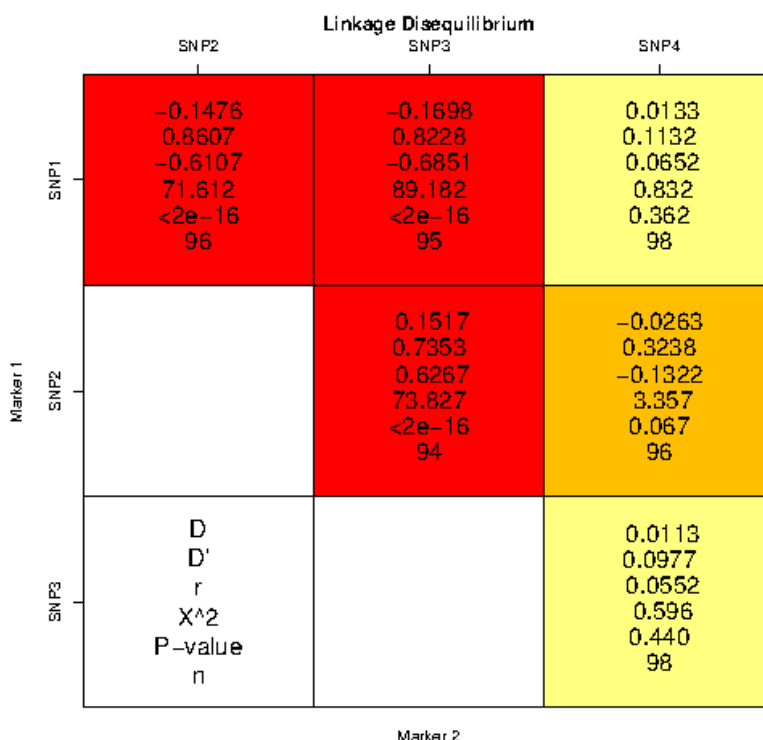 Linkage Disequilibrium
SNP2 SNP3 SNP4
SNP1
−0.1476
0.8607
−0.6107
71.612
<2e−16
96
−0.1698
0.8228
−0.6851
89.182
<2e−16
95
0.0133
0.1132
0.0652
0.832
0.362
98
Marker 1
SNP2
0.1517
0.7353
0.6267
73.827
<2e−16
94
−0.0263
0.3238
−0.1322
3.357
0.067
96
SNP3
D
D'
r
X^2
P−value
n
0.0113
0.0977
0.0552
0.596
0.440
98
Marker 2